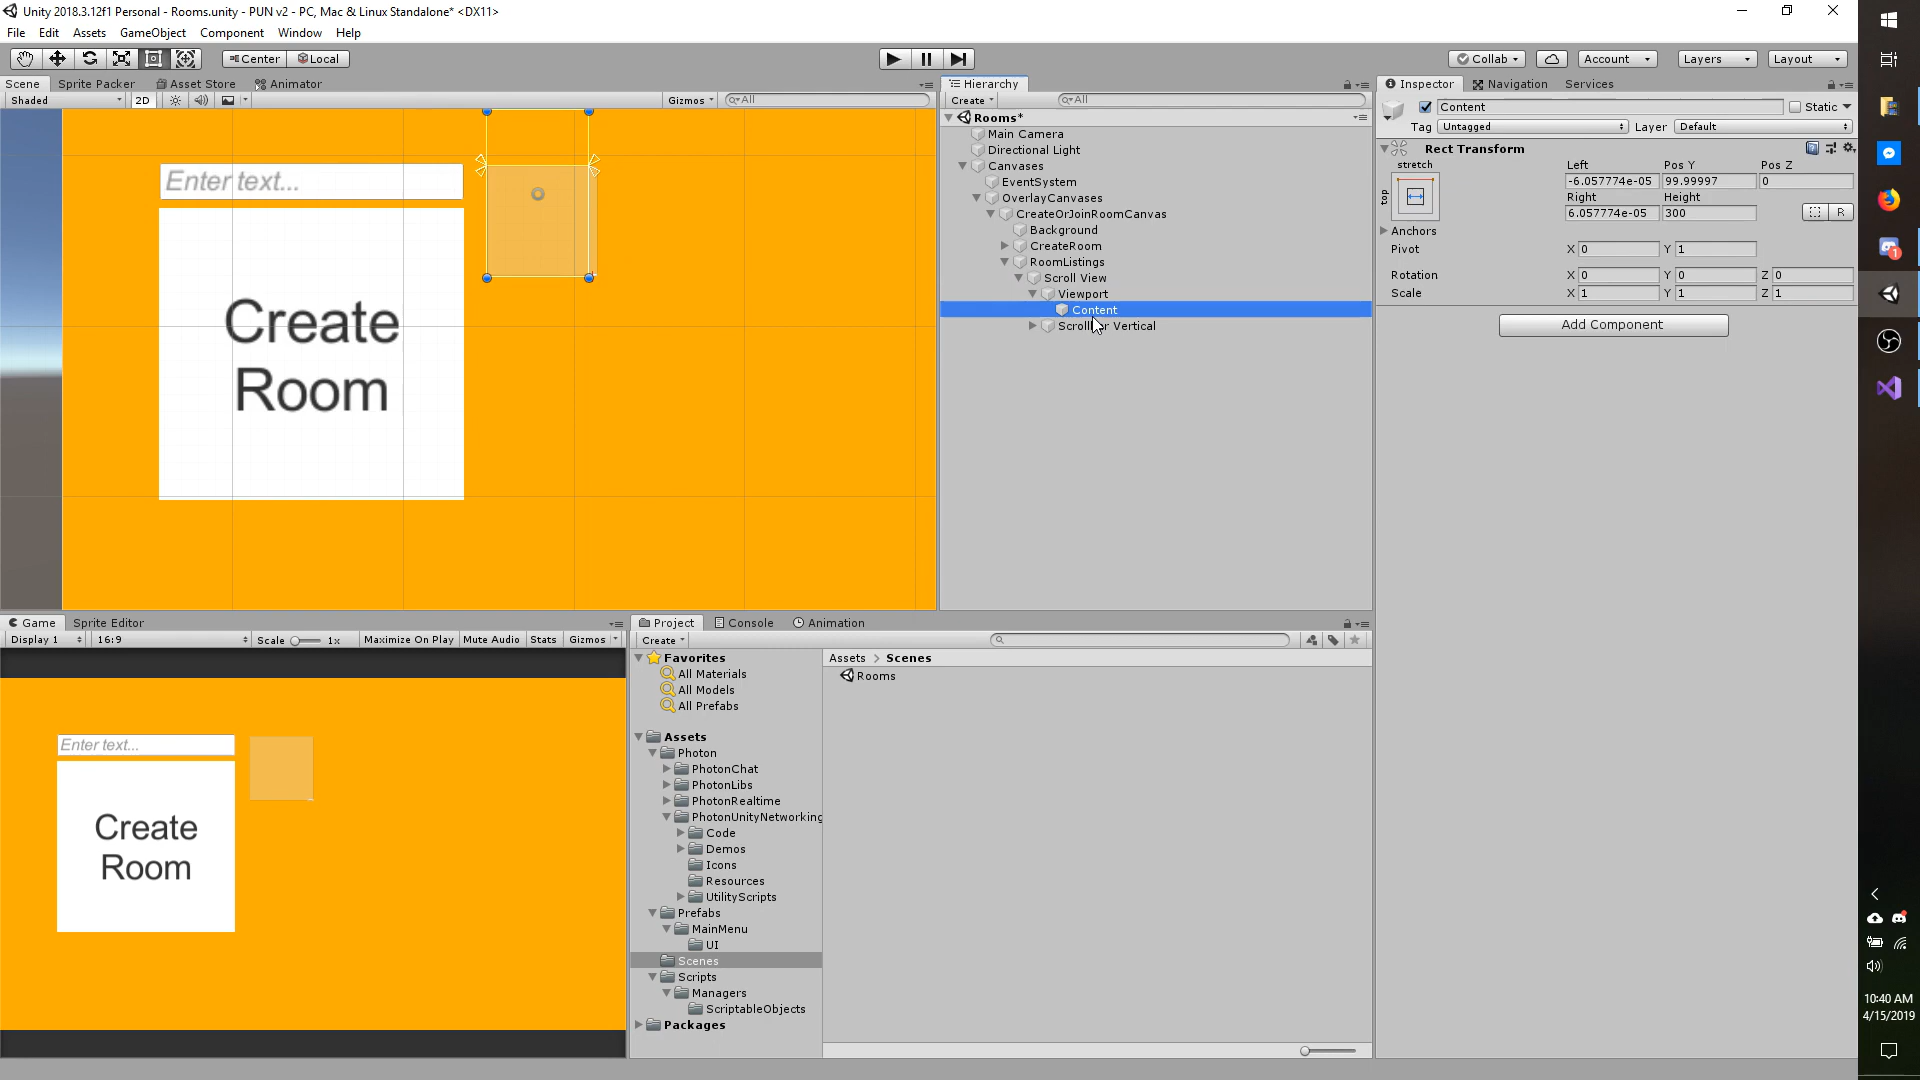 Unity 2018.3.12f1 Personal - Rooms.unity - PUN v2 - PC, Mac & Linux Standalone* <DX11>
File Edit Assets GameObject Component Window Help
Center Local
Collab Account Layers Layout
Scene Sprite Packer Asset Store Animator
Shaded 2D Gizmos All
Enter text...
Create
Room
Hierarchy
Create All
Rooms*
Main Camera
Directional Light
Canvases
EventSystem
OverlayCanvases
CreateOrJoinRoomCanvas
Background
CreateRoom
RoomListings
Scroll View
Viewport
Content
Scrollbar Vertical
Inspector Navigation Services
Content Static
Tag Untagged Layer Default
Rect Transform
stretch
top
Left Pos Y Pos Z
-6.057774e-05 99.99997 0
Right Height
6.057774e-05 300 R
Anchors
Pivot X 0 Y 1
Rotation X 0 Y 0 Z 0
Scale X 1 Y 1 Z 1
Add Component
Game Sprite Editor
Display 1 16:9 Scale 1x Maximize On Play Mute Audio Stats Gizmos
Enter text...
Create
Room
Project Console Animation
Create
Favorites
All Materials
All Models
All Prefabs
Assets
Photon
PhotonChat
PhotonLibs
PhotonRealtime
PhotonUnityNetworking
Code
Demos
Icons
Resources
UtilityScripts
Prefabs
MainMenu
UI
Scenes
Scripts
Managers
ScriptableObjects
Packages
Assets > Scenes
Rooms
10:40 AM
4/15/2019